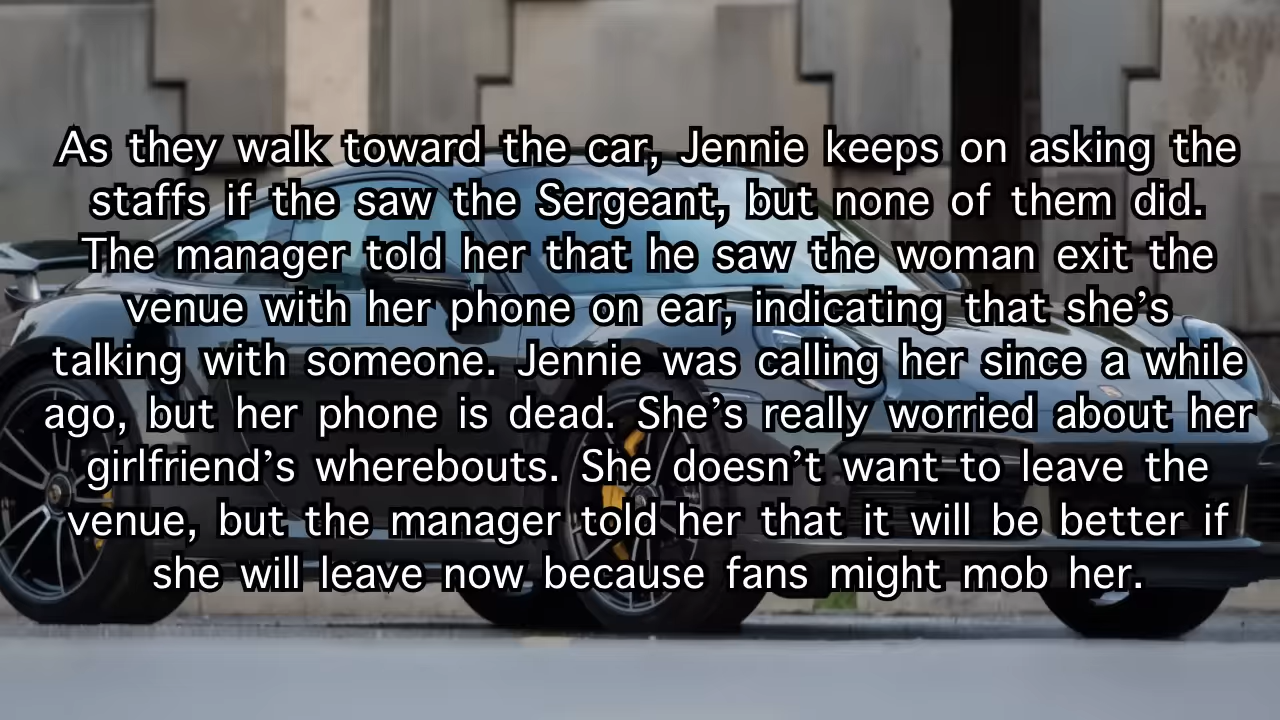 As they walk toward the car, Jennie keeps on asking the
staffs if the saw the Sergeant, but none of them did.
The manager told her that he saw the woman exit the
venue with her phone on ear, indicating that she’s
talking with someone. Jennie was calling her since a while
ago, but her phone is dead. She’s really worried about her
girlfriend’s wherebouts. She doesn’t want to leave the
venue, but the manager told her that it will be better if
she will leave now because fans might mob her.